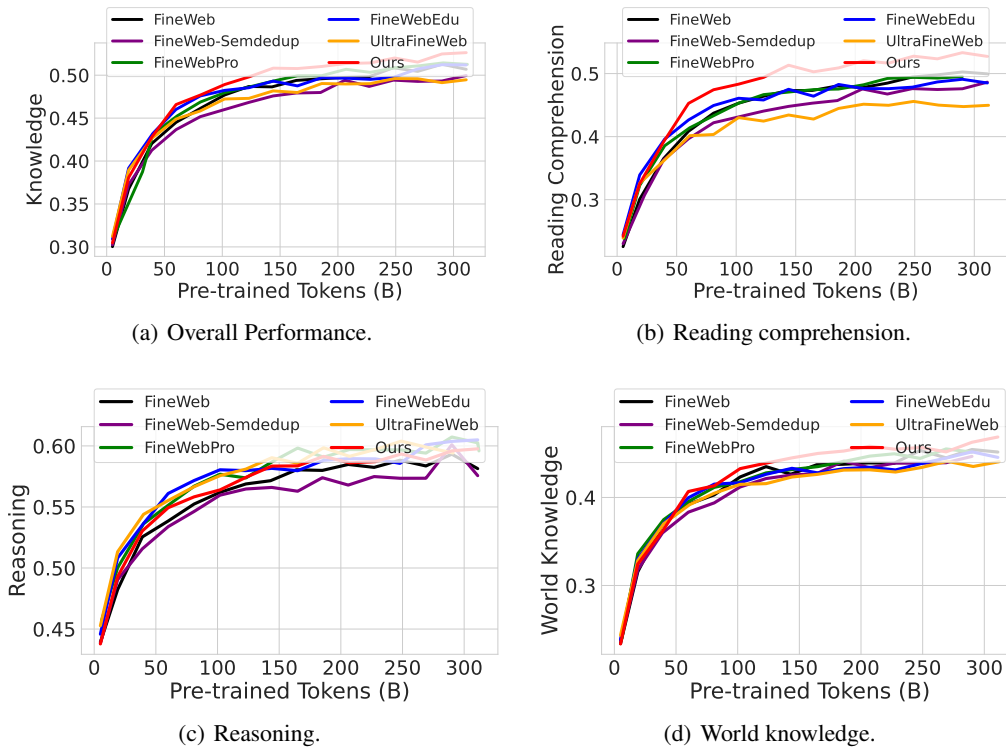 FineWeb FineWebEdu
FineWeb-Semdedup UltraFineWeb
FineWebPro Ours
Knowledge
0.50
0.45
0.40
0.35
0.30
0 50 100 150 200 250 300
Pre-trained Tokens (B)
(a) Overall Performance.
FineWeb FineWebEdu
FineWeb-Semdedup UltraFineWeb
FineWebPro Ours
Reading Comprehension
0.5
0.4
0.3
0 50 100 150 200 250 300
Pre-trained Tokens (B)
(b) Reading comprehension.
FineWeb FineWebEdu
FineWeb-Semdedup UltraFineWeb
FineWebPro Ours
Reasoning
0.60
0.55
0.50
0.45
0 50 100 150 200 250 300
Pre-trained Tokens (B)
(c) Reasoning.
FineWeb FineWebEdu
FineWeb-Semdedup UltraFineWeb
FineWebPro Ours
World Knowledge
0.4
0.3
0 50 100 150 200 250 300
Pre-trained Tokens (B)
(d) World knowledge.